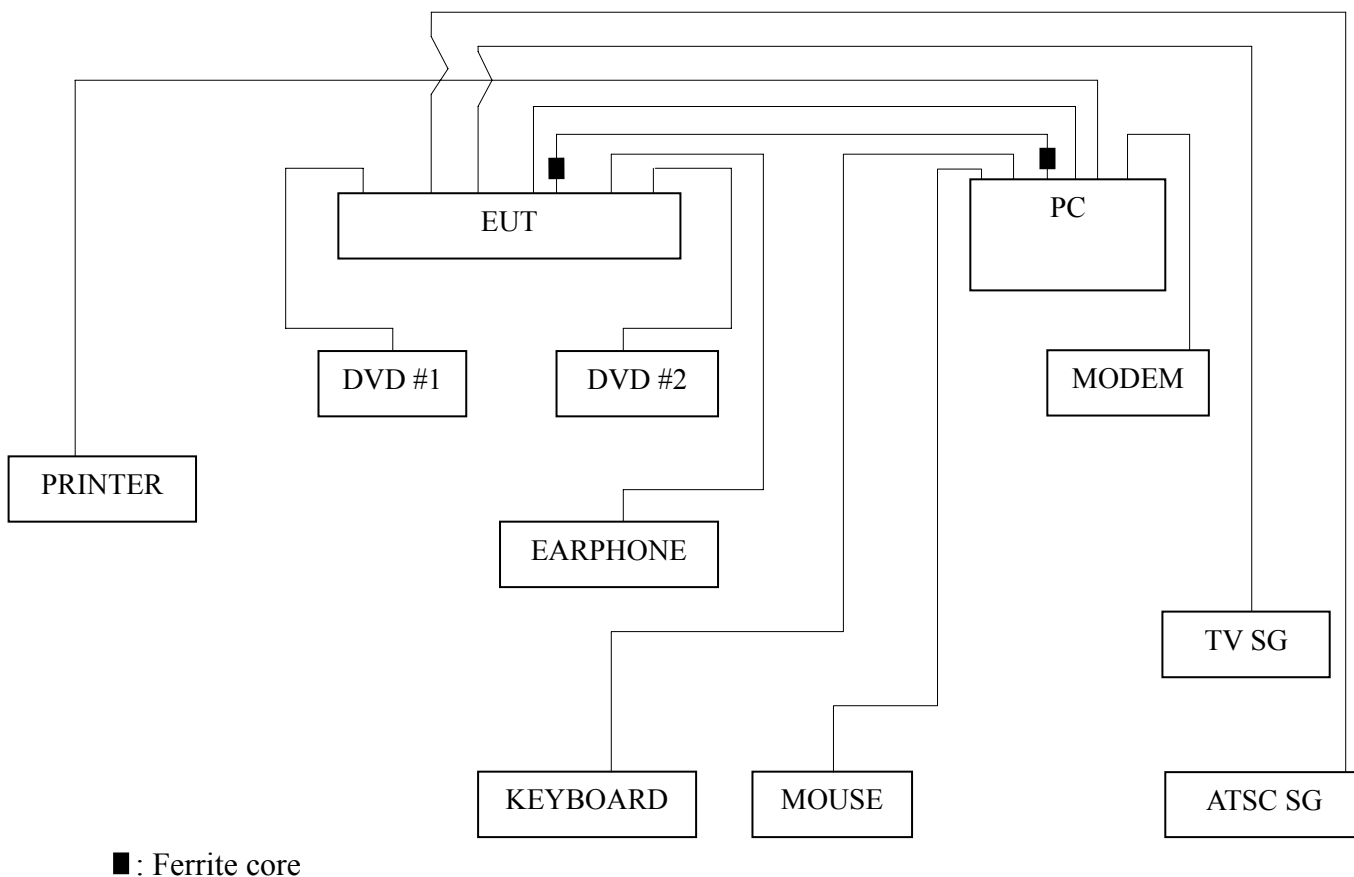 EUT
PC
DVD #1
DVD #2
MODEM
PRINTER
EARPHONE
TV SG
KEYBOARD
MOUSE
ATSC SG
: Ferrite core